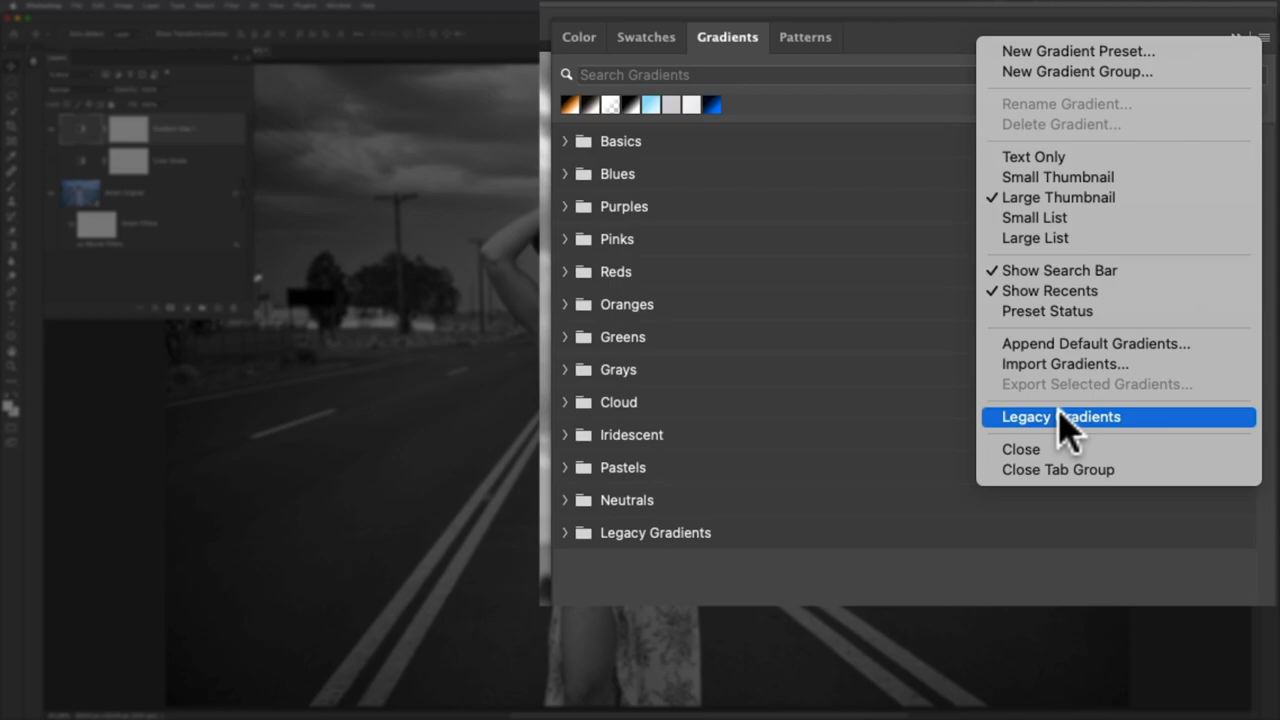 Color
Swatches
Gradients
Patterns
Search Gradients
Basics
Blues
Purples
Pinks
Reds
Oranges
Greens
Grays
Cloud
Iridescent
Pastels
Neutrals
Legacy Gradients
New Gradient Preset...
New Gradient Group...
Rename Gradient...
Delete Gradient...
Text Only
Small Thumbnail
Large Thumbnail
Small List
Large List
Show Search Bar
Show Recents
Preset Status
Append Default Gradients...
Import Gradients...
Export Selected Gradients...
Legacy Gradients
Close
Close Tab Group